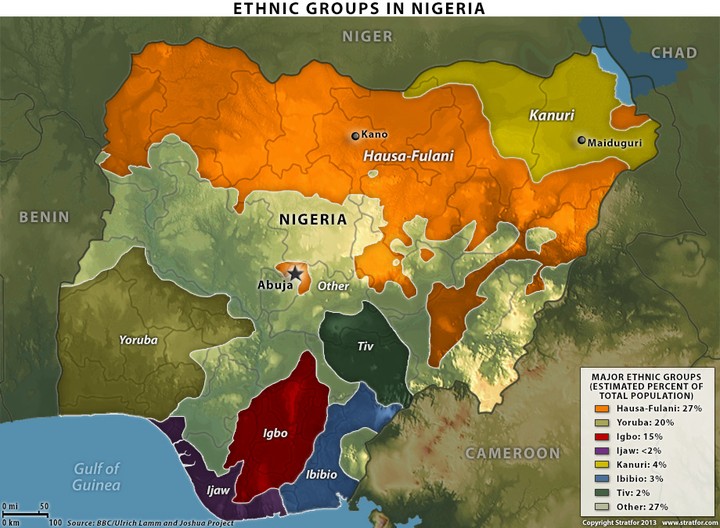 ETHNIC GROUPS IN NIGERIA
NIGER
CHAD
Kanuri
Kano
Maiduguri
Hausa-Fulani
BENIN
NIGERIA
Abuja
Other
Yoruba
Tiv
Igbo
Ibibio
Ijaw
CAMEROON
Gulf of
Guinea
MAJOR ETHNIC GROUPS
(ESTIMATED PERCENT OF
TOTAL POPULATION)
Hausa-Fulani: 27%
Yoruba: 20%
Igbo: 15%
Ijaw: <2%
Kanuri: 4%
Ibibio: 3%
Tiv: 2%
Other: 27%
0 mi 50
0 km 100
Source: BBC/Ulrich Lamm and Joshua Project
Copyright Stratfor 2013 www.stratfor.com